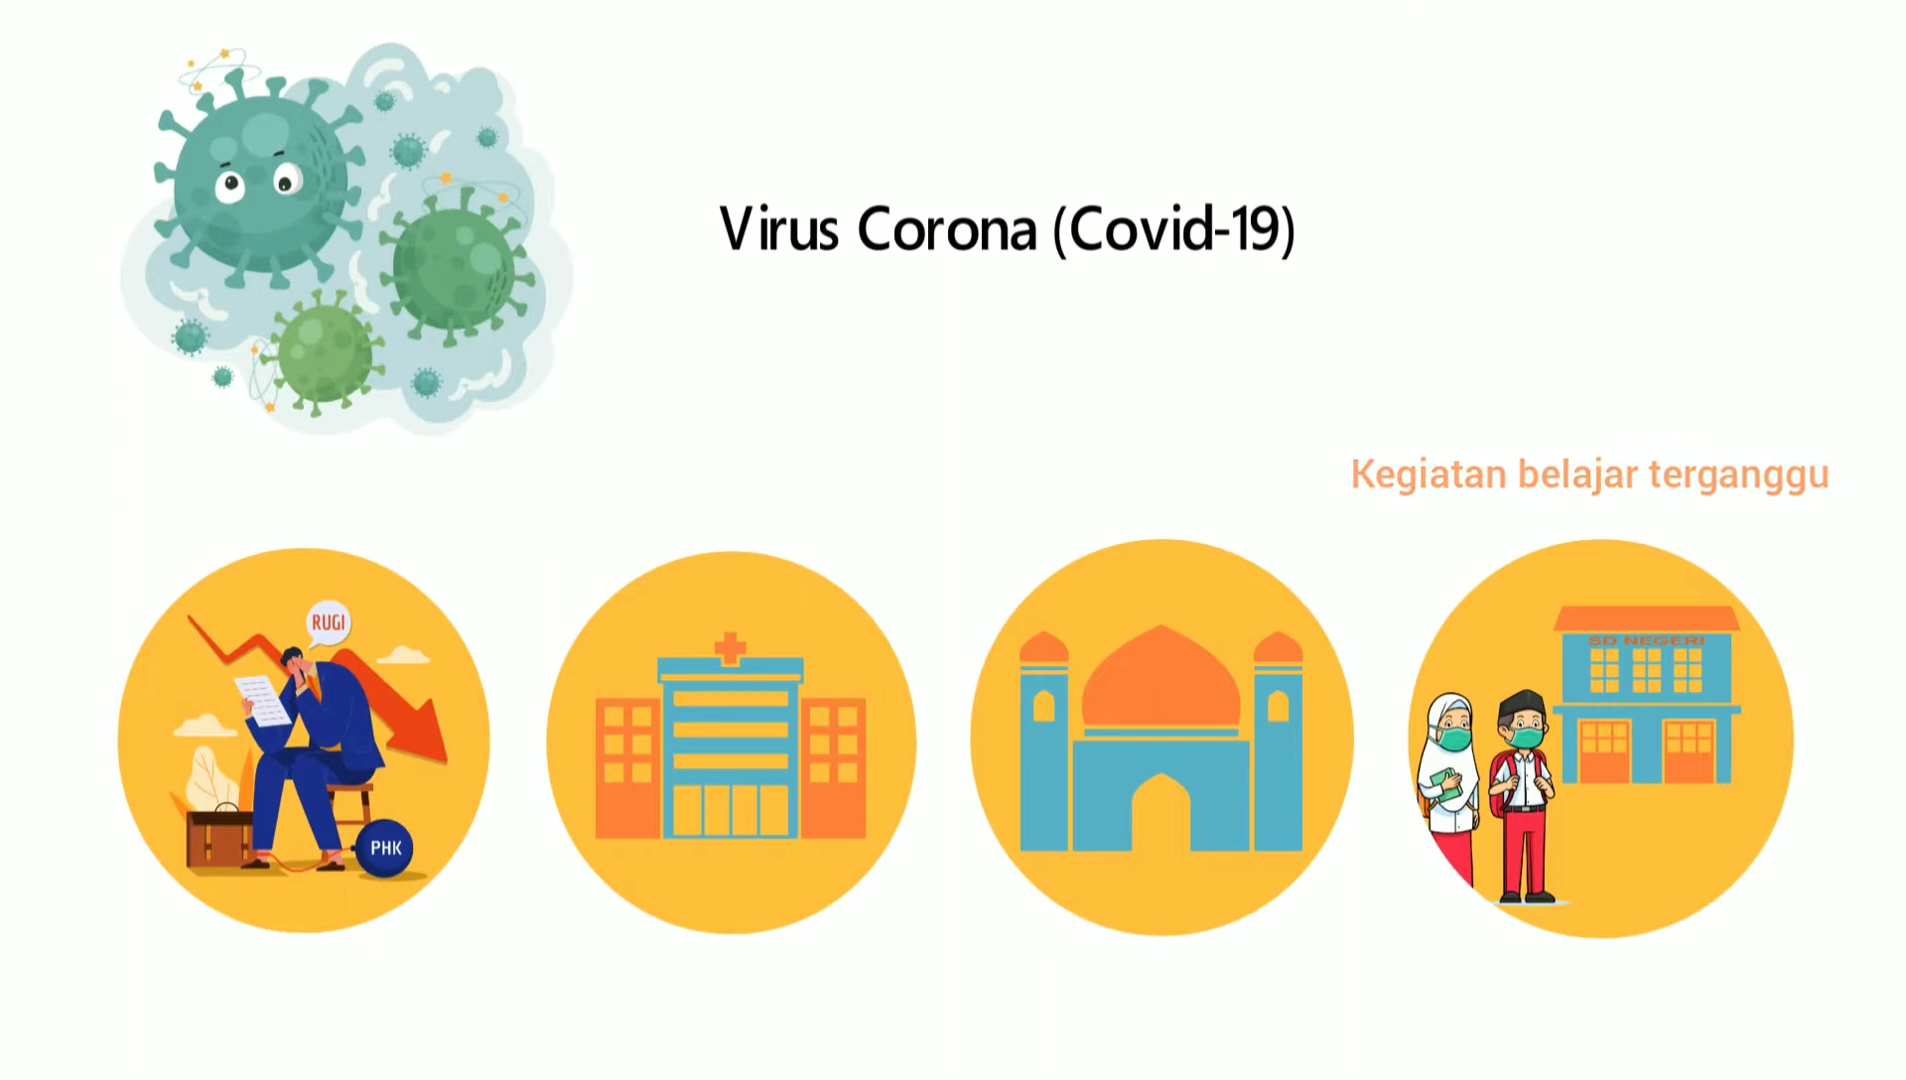 Virus Corona (Covid-19)
Kegiatan belajar terganggu
RUGI
PHK
SD NEGERI